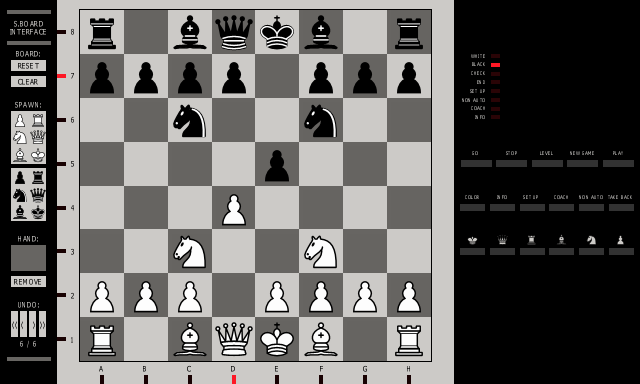 S.BOARD
INTERFACE
BOARD:
RESET
CLEAR
SPAWN:
HAND:
REMOVE
UNDO:
6 / 6
8
7
6
5
4
3
2
1
A B C D E F G H
WHITE
BLACK
CHECK
END
SET UP
NON AUTO
COACH
INFO
GO STOP LEVEL NEW GAME PLAY
COLOR INFO SET UP COACH NON AUTO TAKE BACK